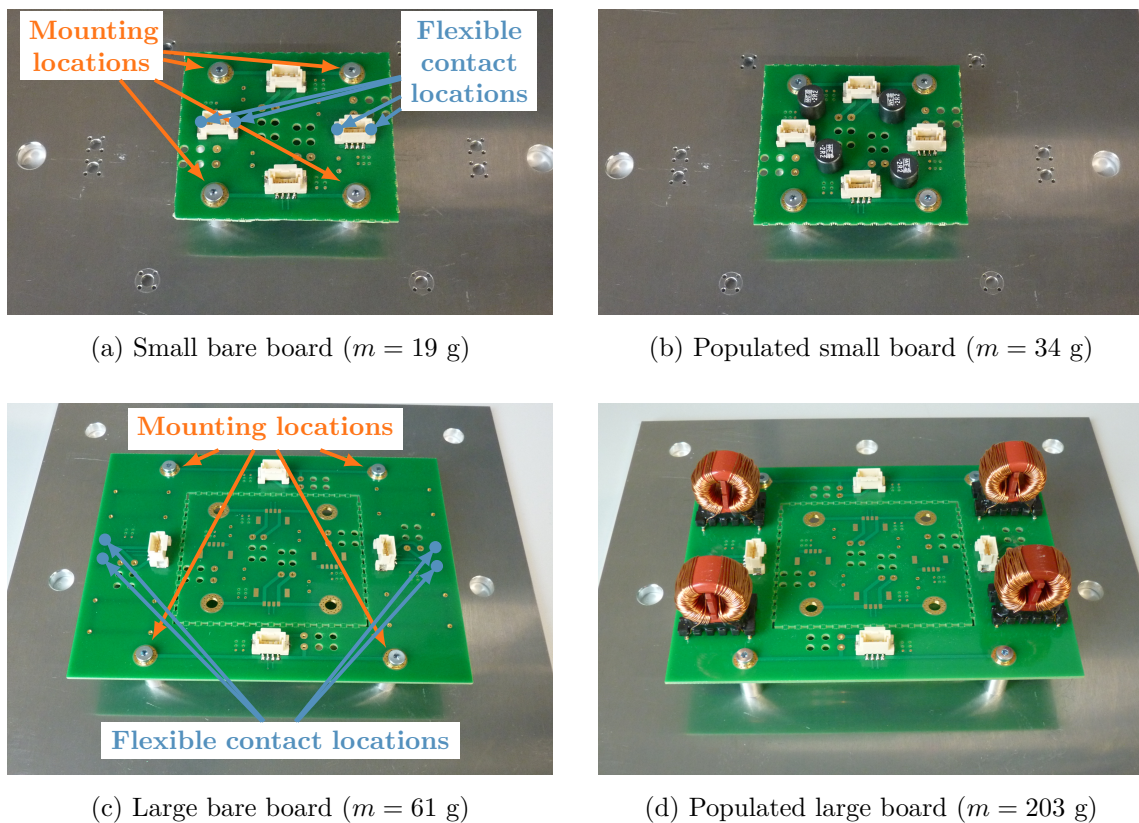 Mounting
locations
Flexible
contact
locations
(a) Small bare board (m = 19 g)
2R2
(b) Populated small board (m = 34 g)
Mounting locations
Flexible contact locations
(c) Large bare board (m = 61 g)
(d) Populated large board (m = 203 g)